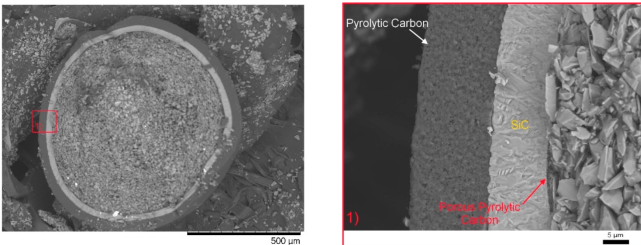 500 µm
Pyrolytic Carbon
SiC
Porous Pyrolytic
Carbon
1)
5 µm